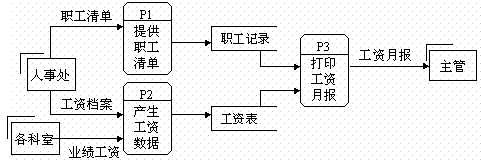 职工清单
P1
提供
职工
清单
职工记录
人事处
P3
打印
工资
月报
工资月报
主管
工资档案
P2
产生
工资
数据
工资表
各科室
业绩工资